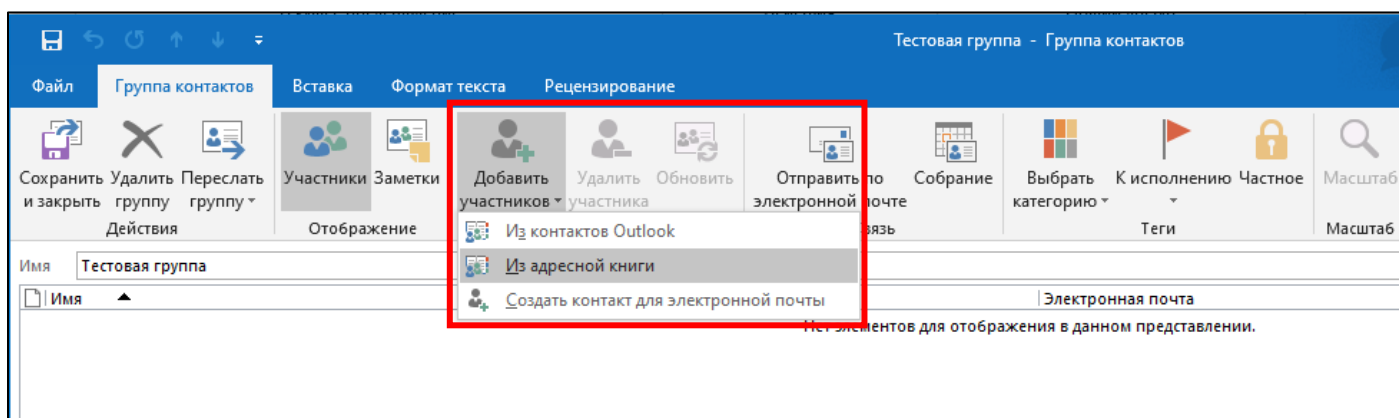 Тестовая группа - Группа контактов
Файл Группа контактов Вставка Формат текста Рецензирование
Сохранить Удалить Переслать Участники Заметки Добавить Удалить Обновить Отправить по Собрание Выбрать К исполнению Частное Масштаб
и закрыть группу группу участников участника электронной почте категорию
Действия Отображение язь Теги Масштаб
Из контактов Outlook
Имя Тестовая группа
Из адресной книги
Имя Электронная почта
Создать контакт для электронной почты
Нет элементов для отображения в данном представлении.